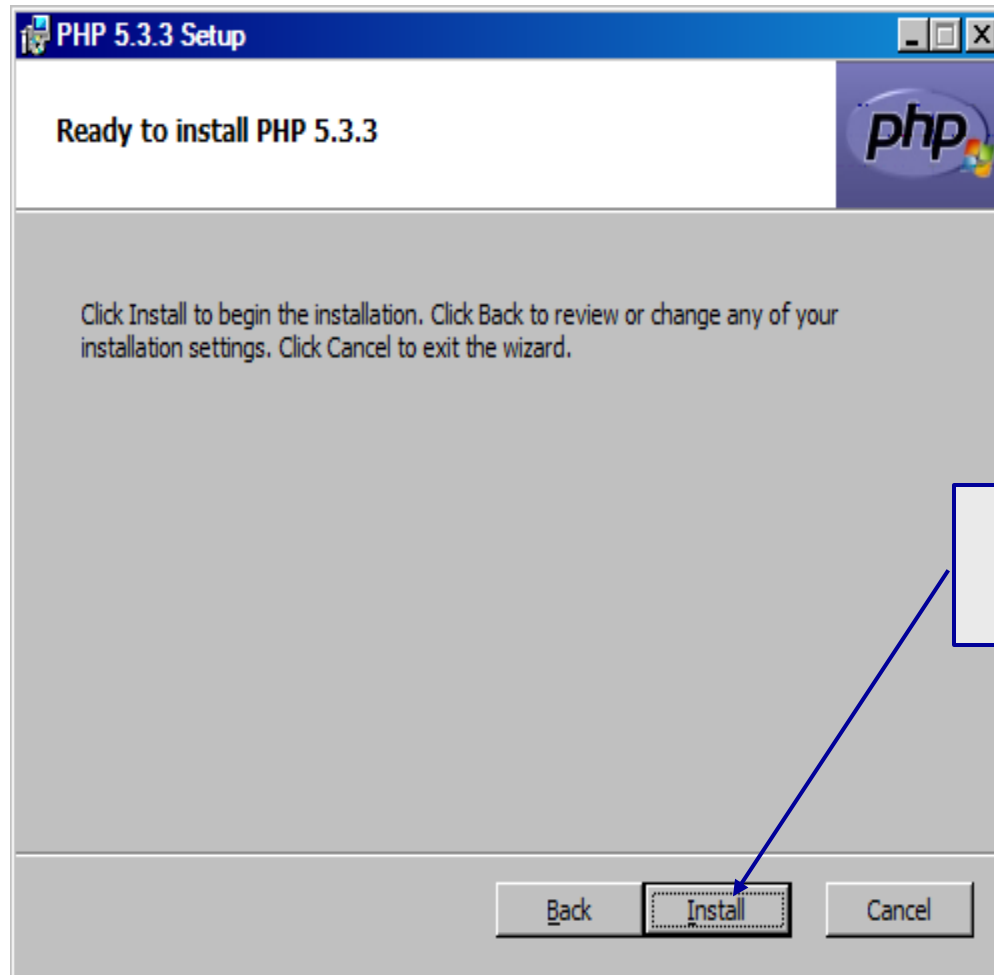 PHP 5.3.3 Setup
Ready to install PHP 5.3.3
php
Click Install to begin the installation. Click Back to review or change any of your
installation settings. Click Cancel to exit the wizard.
Back
Install
Cancel